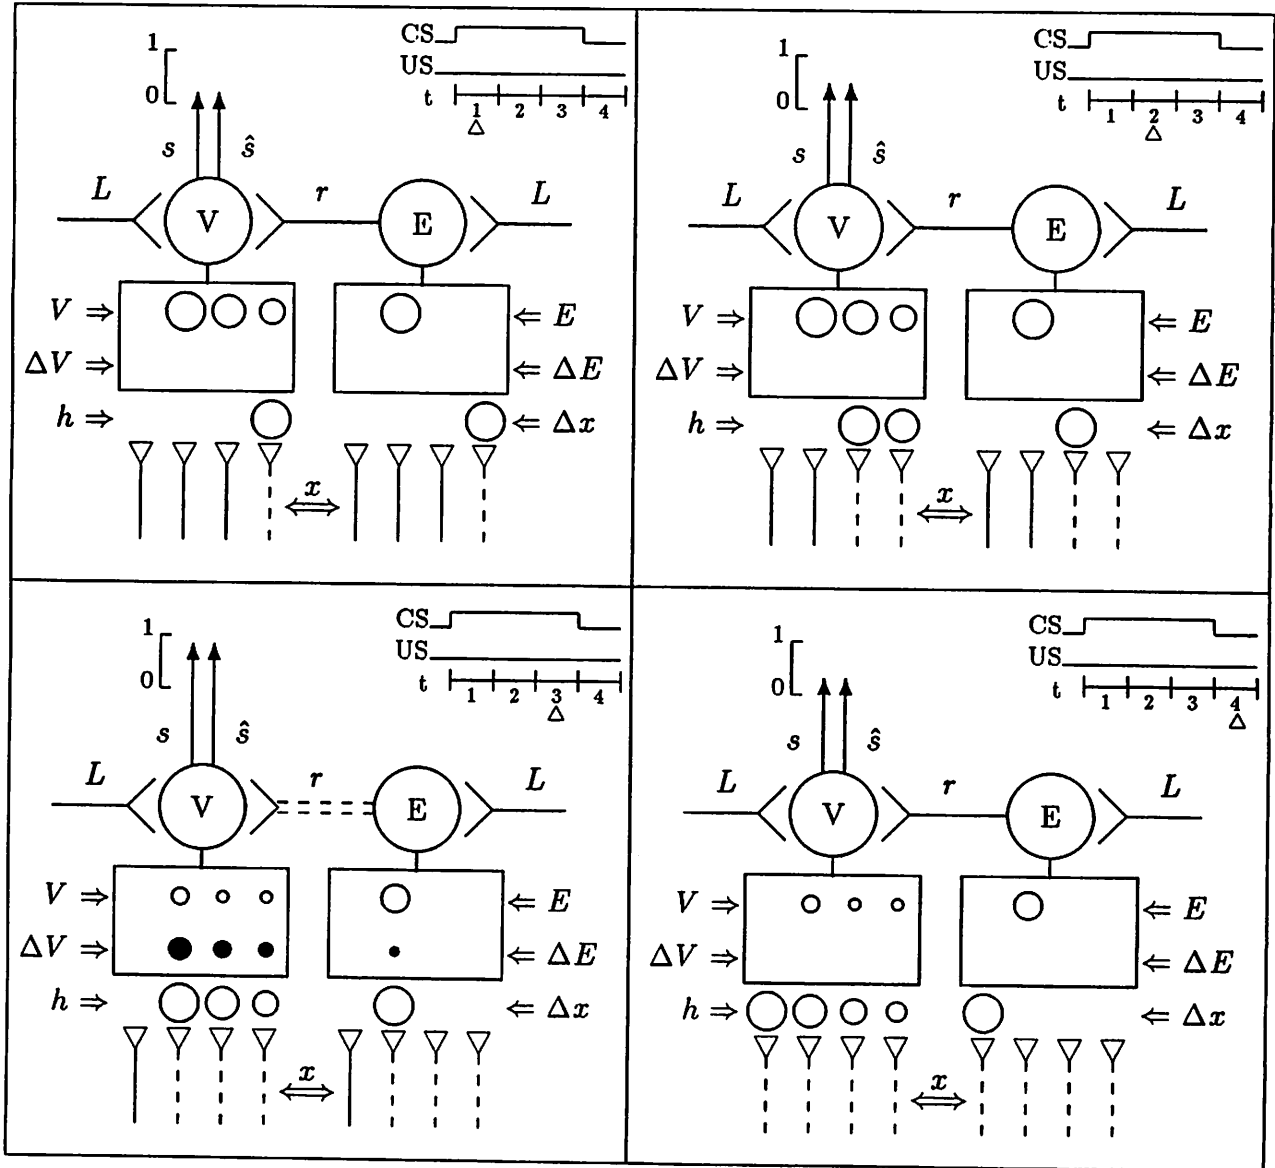 CS
1
US
0
t
1 2 3 4
△
s ŝ
L r L
V E
V ⇒ ⇐ E
ΔV ⇒ ⇐ ΔE
h ⇒ ⇐ Δx
x
CS
1
US
0
t
1 2 3 4
△
s ŝ
L r L
V E
V ⇒ ⇐ E
ΔV ⇒ ⇐ ΔE
h ⇒ ⇐ Δx
x
CS
1
US
0
t
1 2 3 4
△
s ŝ
L r L
V E
V ⇒ ⇐ E
ΔV ⇒ ⇐ ΔE
h ⇒ ⇐ Δx
x
CS
1
US
0
t
1 2 3 4
△
s ŝ
L r L
V E
V ⇒ ⇐ E
ΔV ⇒ ⇐ ΔE
h ⇒ ⇐ Δx
x